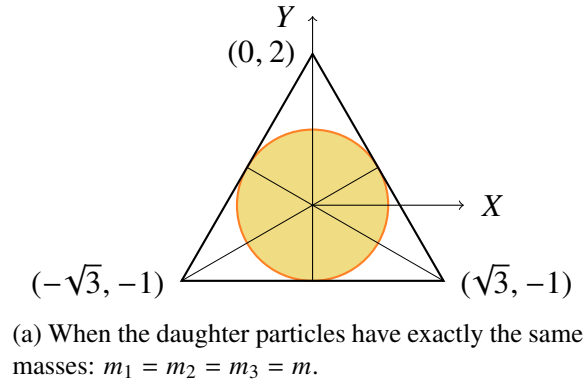 Y
(0, 2)
X
(−√3, −1)
(√3, −1)
(a) When the daughter particles have exactly the same
masses: m₁ = m₂ = m₃ = m.